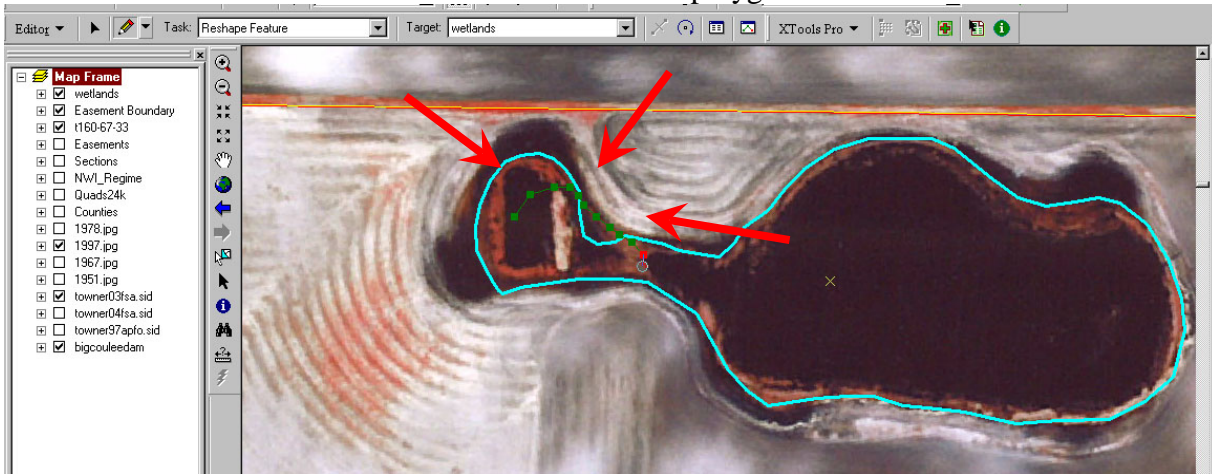 Editor
Task:
Reshape Feature
Target:
wetlands
XTools Pro
Map Frame
wetlands
Easement Boundary
t160-67-33
Easements
Sections
NWI_Regime
Quads24k
Counties
1978.jpg
1997.jpg
1967.jpg
1951.jpg
towner03fsa.sid
towner04fsa.sid
towner97apfo.sid
bigcouleedam